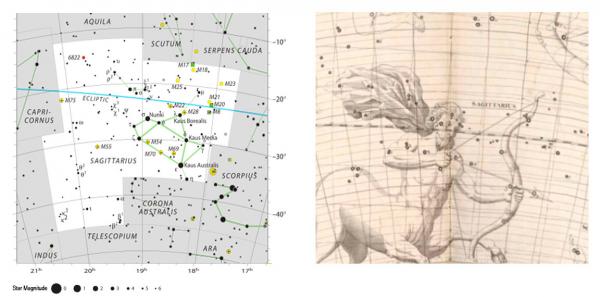 AQUILA
SCUTUM
SERPENS CAUDA
6822
M17
M18
M25
M23
ECLIPTIC
M75
M21
M20
M22
M28
M8
CAPRI-
CORNUS
Nunki
Kaus Borealis
Kaus Media
M55
M54
M69
M70
SAGITTARIUS
Kaus Australis
SCORPIUS
CORONA
AUSTRALIS
TELESCOPIUM
INDUS
ARA
-10°
-20°
-30°
-40°
21h
20h
19h
18h
17h
Star Magnitude 0 1 2 3 4 5 6
SAGITTARIUS